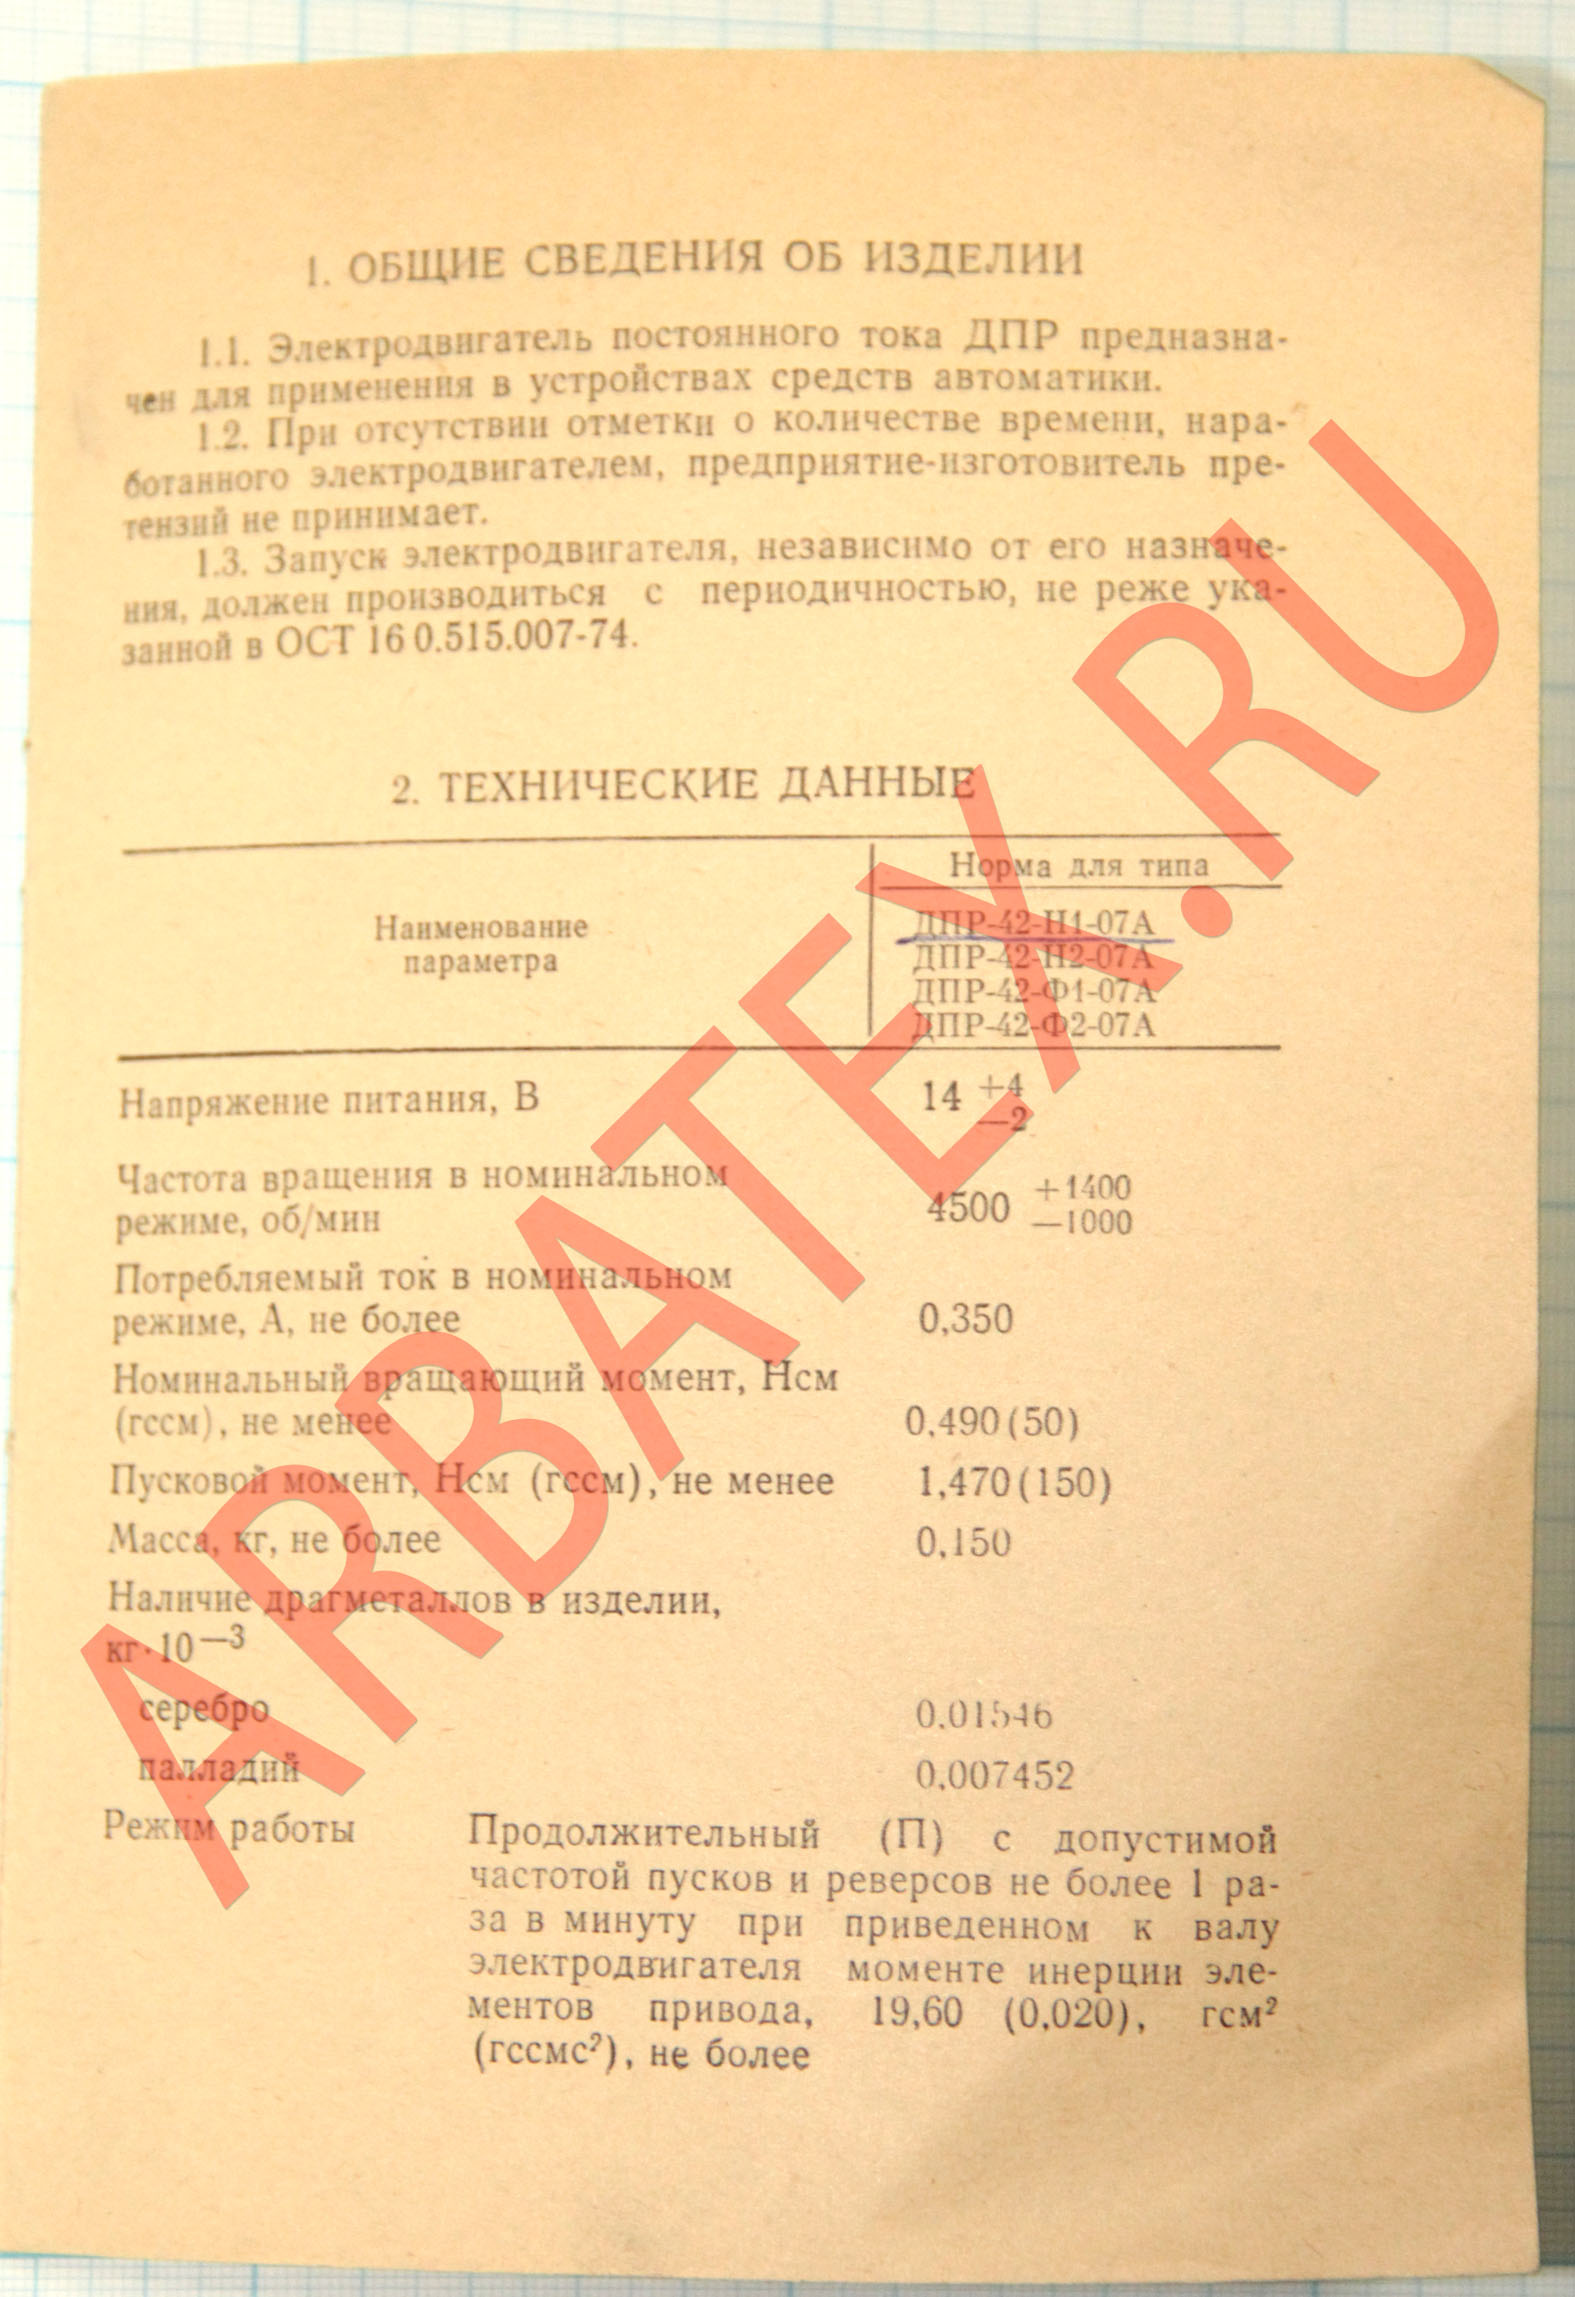 1. ОБЩИЕ СВЕДЕНИЯ ОБ ИЗДЕЛИИ
1.1. Электродвигатель постоянного тока ДПР предназна-
чен для применения в устройствах средств автоматики.
1.2. При отсутствии отметки о количестве времени, нара-
ботанного электродвигателем, предприятие-изготовитель пре-
тензий не принимает.
1.3. Запуск электродвигателя, независимо от его назначе-
ния, должен производиться с периодичностью, не реже ука-
занной в ОСТ 16 0.515.007-74.
2. ТЕХНИЧЕСКИЕ ДАННЫЕ
Наименование
параметра
Норма для типа
ДПР-42-Н1-07А
ДПР-42-Н2-07А
ДПР-42-Ф1-07А
ДПР-42-Ф2-07А
Напряжение питания, В 14 +4 —2
Частота вращения в номинальном
режиме, об/мин 4500 +1400 —1000
Потребляемый ток в номинальном
режиме, А, не более 0,350
Номинальный вращающий момент, Нсм
(гссм), не менее 0,490(50)
Пусковой момент, Нсм (гссм), не менее 1,470(150)
Масса, кг, не более 0,150
Наличие драгметаллов в изделии,
кг·10—3
серебро 0,01546
палладий 0,007452
Режим работы Продолжительный (П) с допустимой
частотой пусков и реверсов не более 1 ра-
за в минуту при приведенном к валу
электродвигателя моменте инерции эле-
ментов привода, 19,60 (0,020), гсм²
(гссмс²), не более
ARBATEX.RU